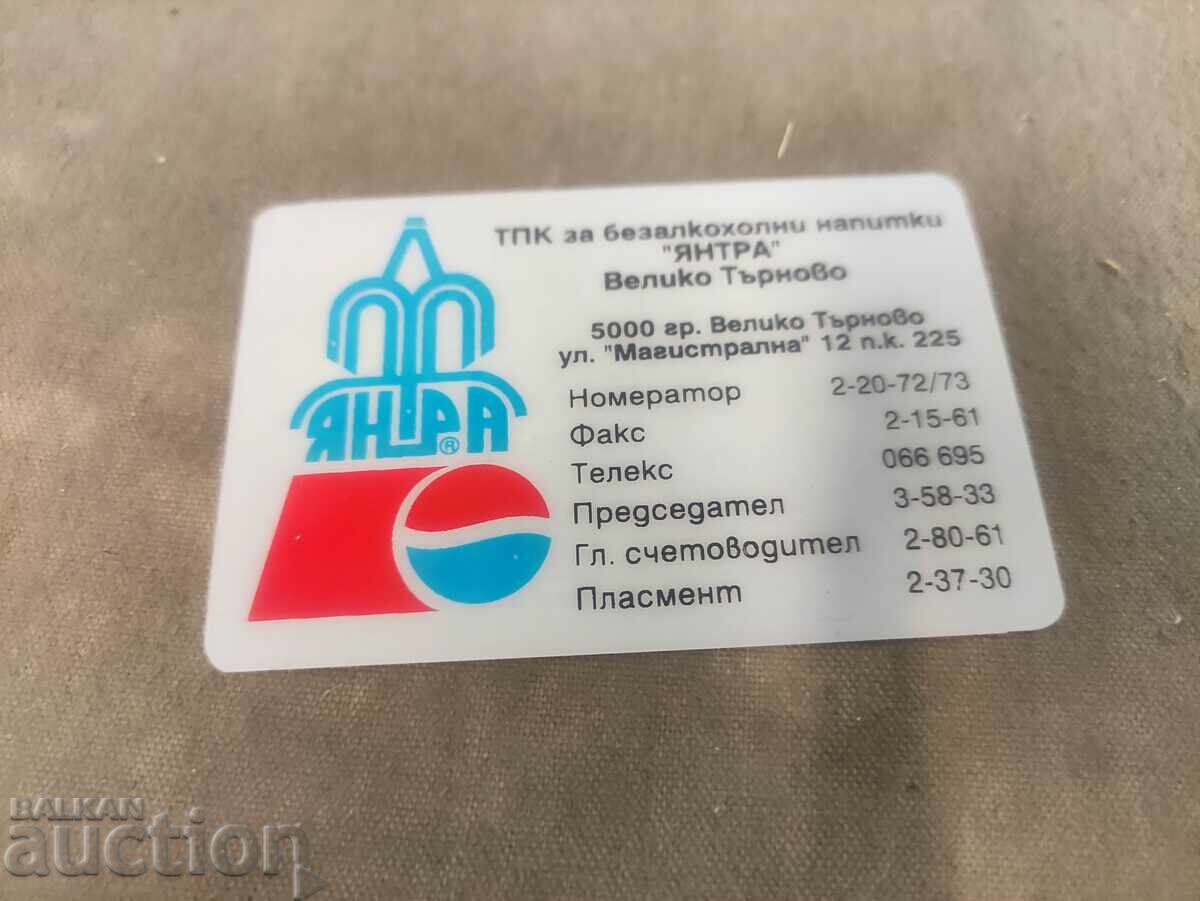 ТПК за безалкохолни напитки
"ЯНТРА"
Велико Търново
5000 гр. Велико Търново
ул. "Магистрална" 12 п.к. 225
Номератор 2-20-72/73
Факс 2-15-61
Телекс 066 695
Председател 3-58-33
Гл. счетоводител 2-80-61
Пласмент 2-37-30
ЯНТРА ®
BALKAN
auction